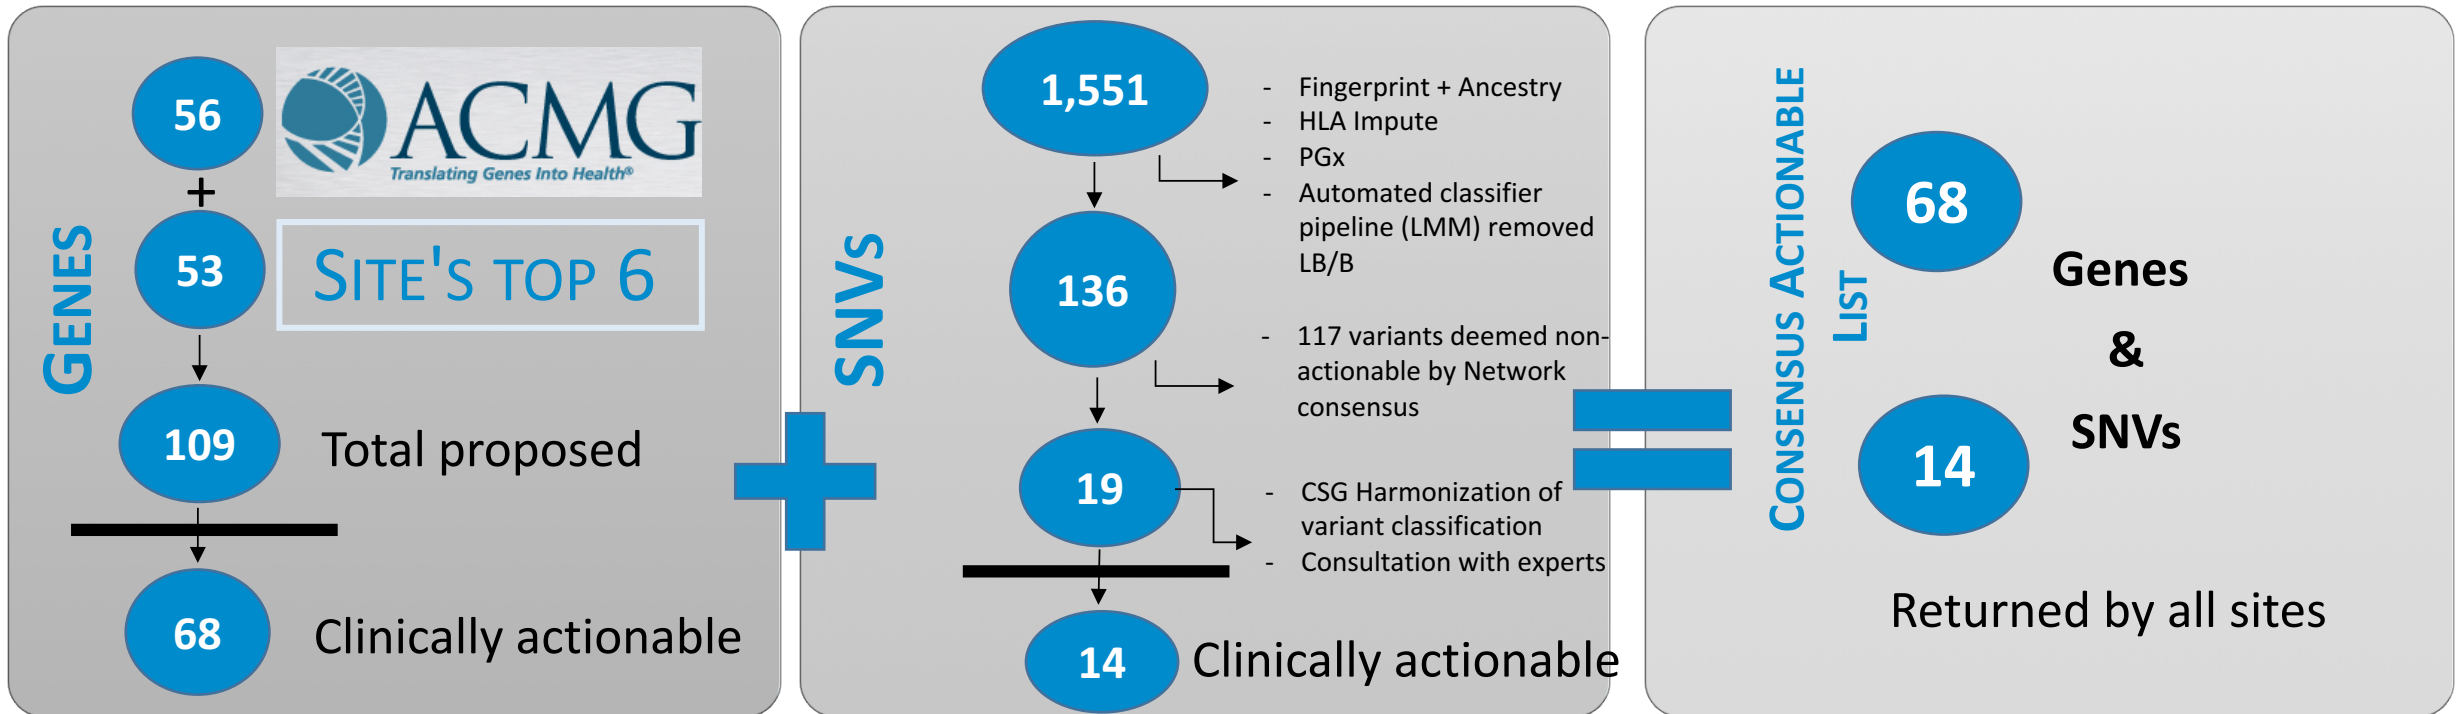 GENES
56
ACMG
Translating Genes Into Health®
+
53
SITE'S TOP 6
109
Total proposed
68
Clinically actionable
SNVs
1,551
- Fingerprint + Ancestry
- HLA Impute
- PGx
- Automated classifier
pipeline (LMM) removed
LB/B
136
- 117 variants deemed non-
actionable by Network
consensus
19
- CSG Harmonization of
variant classification
- Consultation with experts
14
Clinically actionable
CONSENSUS ACTIONABLE
LIST
68
Genes
&
SNVs
14
Returned by all sites